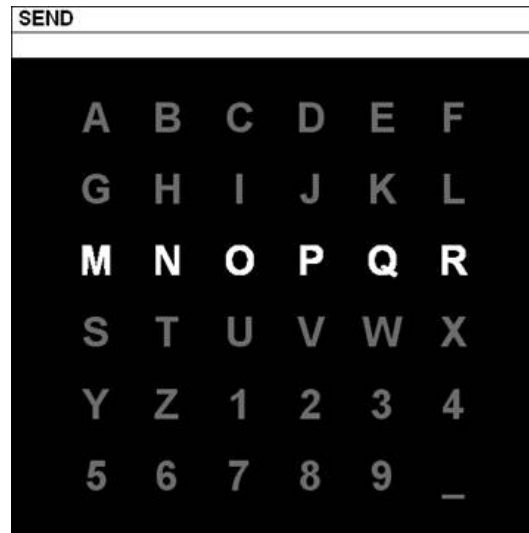 SEND
A B C D E F
G H I J K L
M N O P Q R
S T U V W X
Y Z 1 2 3 4
5 6 7 8 9 _